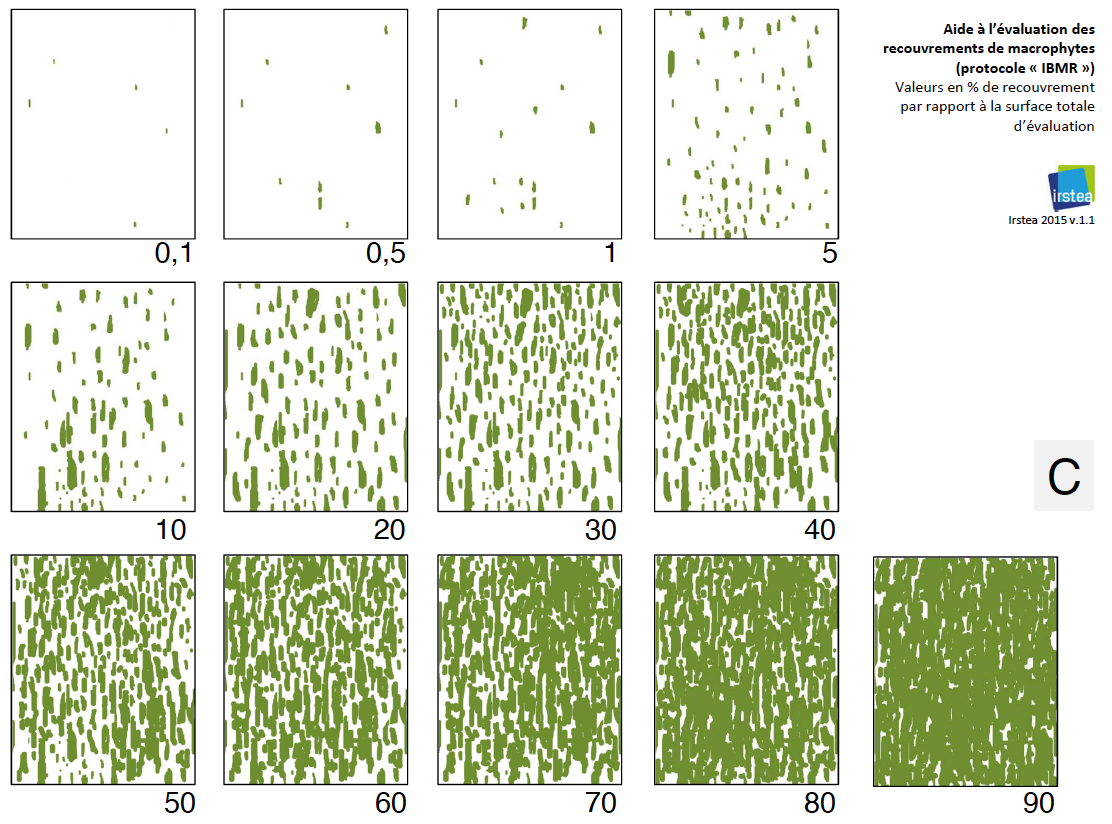 Aide à l’évaluation des
recouvrements de macrophytes
(protocole « IBMR »)
Valeurs en % de recouvrement
par rapport à la surface totale
d’évaluation
irstea
Irstea 2015 v.1.1
0,1
0,5
1
5
10
20
30
40
C
50
60
70
80
90